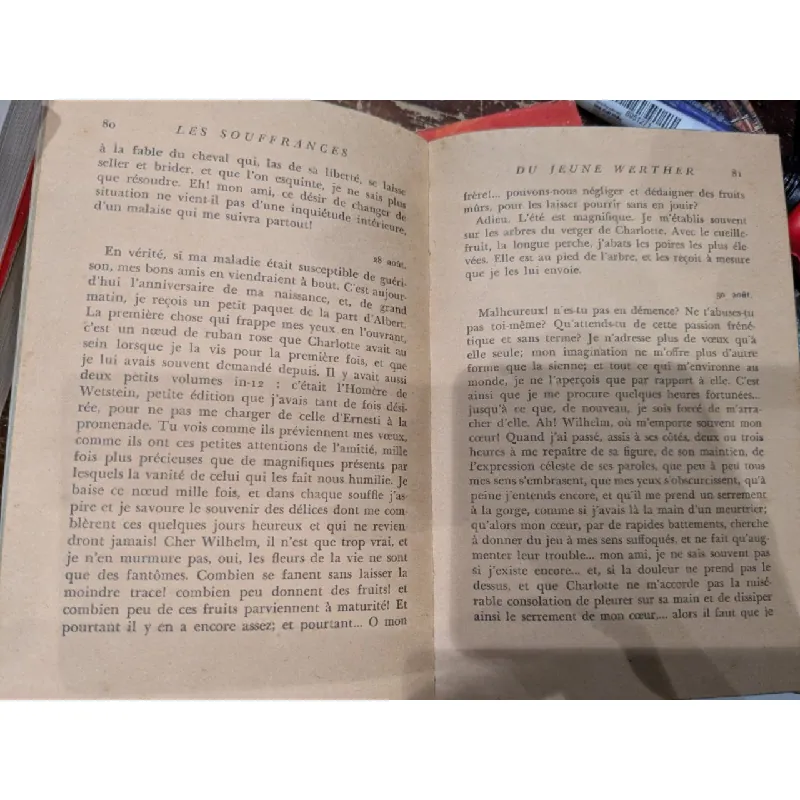 80
LES SOUFFRANCES
à la fable du cheval qui, las de sa liberté, se laisse
seller et brider, et que l'on esquinte, je ne sais plus
que résoudre. Eh! mon ami, ce désir de changer de
situation ne vient-il pas d'une inquiétude intérieure,
d'un malaise qui me suivra partout!
28 août.
En vérité, si ma maladie était susceptible de guéri-
son, mes bons amis en viendraient à bout. C'est aujour-
d'hui l'anniversaire de ma naissance, et, de grand
matin, je reçois un petit paquet de la part d'Albert.
La première chose qui frappe mes yeux en l'ouvrant,
c'est un nœud de ruban rose que Charlotte avait au
sein lorsque je la vis pour la première fois, et que
je lui avais souvent demandé depuis. Il y avait aussi
deux petits volumes in-12 : c'était l'Homère de
Wetstein, petite édition que j'avais tant de fois dési-
rée, pour ne pas me charger de celle d'Ernesti à la
promenade. Tu vois comme ils préviennent mes vœux,
comme ils ont ces petites attentions de l'amitié, mille
fois plus précieuses que de magnifiques présents par
lesquels la vanité de celui qui les fait nous humilie. Je
baise ce nœud mille fois, et dans chaque souffle j'as-
pire et je savoure le souvenir des délices dont me com-
blèrent ces quelques jours heureux et qui ne revien
dront jamais! Cher Wilhelm, il n'est que trop vrai, et
je n'en murmure pas, oui, les fleurs de la vie ne sont
que des fantômes. Combien se fanent sans laisser la
moindre trace! combien peu donnent des fruits! et
combien peu de ces fruits parviennent à maturité! Et
pourtant il y en a encore assez; et pourtant... O mon
DU JEUNE WERTHER
81
frère!... pouvons-nous négliger et dédaigner des fruits
mûrs, pour les laisser pourrir sans en jouir?
Adieu. L'été est magnifique. Je m'établis souvent
sur les arbres du verger de Charlotte. Avec le cueille-
fruit, la longue perche, j'abats les poires les plus éle
vées. Elle est au pied de l'arbre, et les reçois à mesure
que je les lui envoie.
30 août.
Malheureux! n'es-tu pas en démence? Ne t'abuses-tu
pas toi-même? Qu'attends-tu de cette passion fréné-
tique et sans terme? Je n'adresse plus de vœux qu'à
elle seule; mon imagination ne m'offre plus d'autre
forme que la sienne; et tout ce qui m'environne au
monde, je ne l'aperçois que par rapport à elle. C'est
ainsi que je me procure quelques heures fortunées...
jusqu'à ce que, de nouveau, je sois forcé de m'arra-
cher d'elle. Ah! Wilhelm, où m'emporte souvent mon
cœur! Quand j'ai passé, assis à ses côtés, deux ou trois
heures à me repaître de sa figure, de son maintien, de
l'expression céleste de ses paroles, que peu à peu tous
mes sens s'embrasent, que mes yeux s'obscurcissent, qu'à
peine j'entends encore, et qu'il me prend un serrement
à la gorge, comme si j'avais là la main d'un meurtrier;
qu'alors mon cœur, par de rapides battements, cherche
à donner du jeu à mes sens suffoqués, et ne fait qu'aug-
menter leur trouble... mon ami, je ne sais souvent pas
si j'existe encore... et, si la douleur ne prend pas le
dessus, et que Charlotte ne m'accorde pas la misé-
rable consolation de pleurer sur sa main et de dissiper
ainsi le serrement de mon cœur,... alors il faut que je